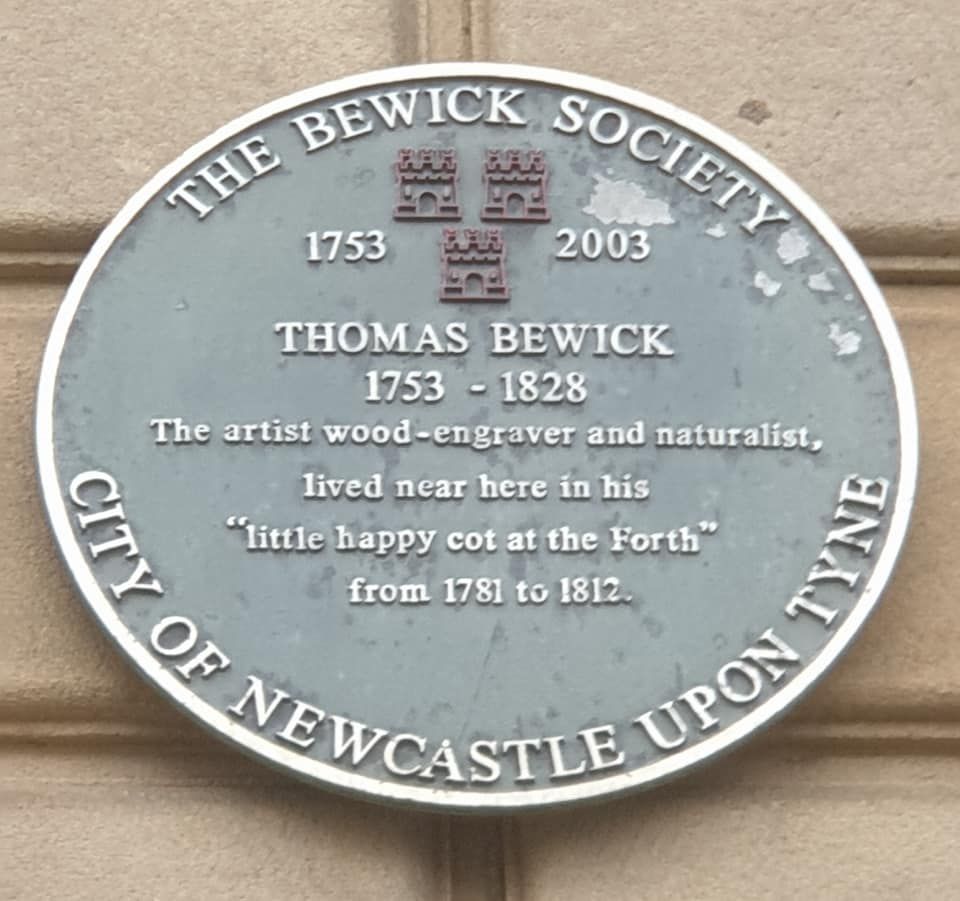 THE BEWICK SOCIETY
1753 2003
THOMAS BEWICK
1753 - 1828
The artist wood-engraver and naturalist,
lived near here in his
"little happy cot at the Forth"
from 1781 to 1812.
CITY OF NEWCASTLE UPON TYNE